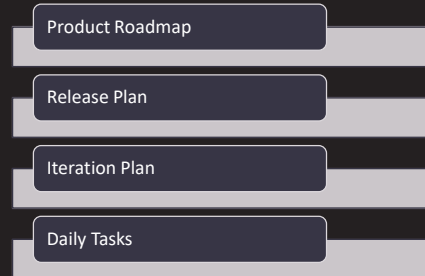 Product Roadmap
Release Plan
Iteration Plan
Daily Tasks